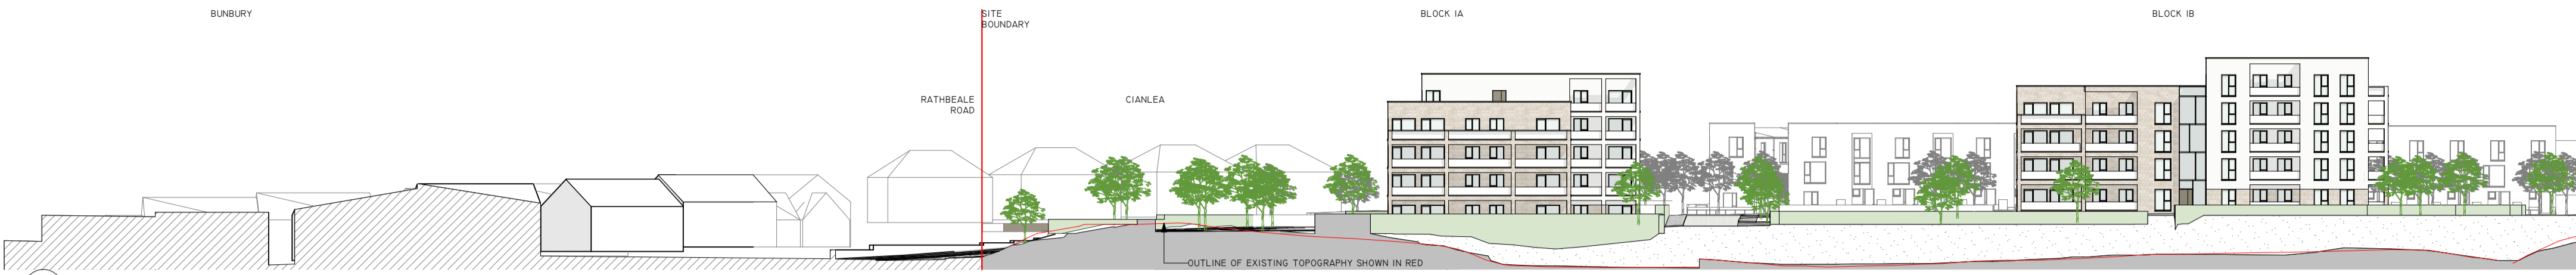 BUNBURY
SITE
BOUNDARY
BLOCK 1A
BLOCK 1B
RATHBEALE
ROAD
CIANLEA
OUTLINE OF EXISTING TOPOGRAPHY SHOWN IN RED